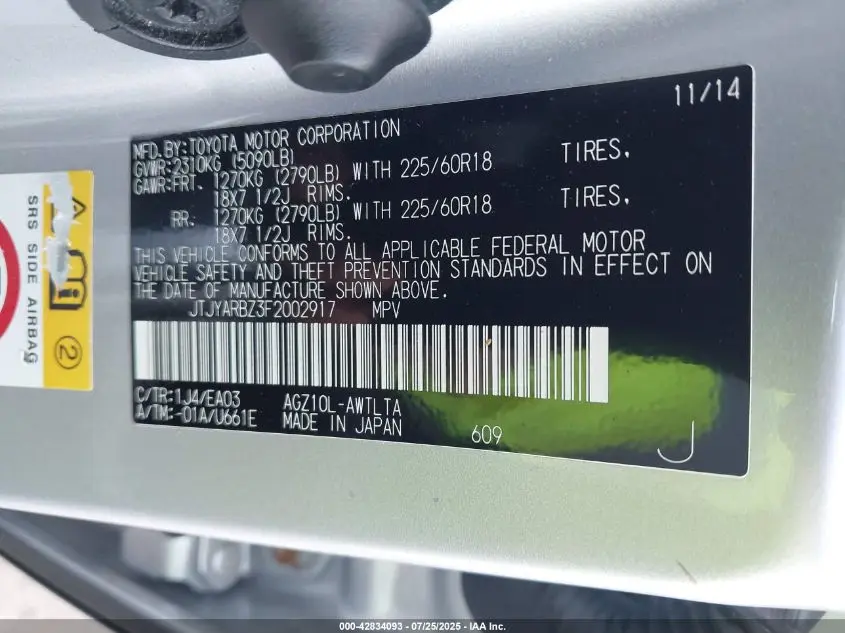 11/14
MFD.BY:TOYOTA MOTOR CORPORATION
GVWR:2310KG (5090LB)
GAWR:FRT. 1270KG (2790LB) WITH 225/60R18 TIRES,
18X7 1/2J RIMS.
RR. 1270KG (2790LB) WITH 225/60R18 TIRES,
18X7 1/2J RIMS.
THIS VEHICLE CONFORMS TO ALL APPLICABLE FEDERAL MOTOR
VEHICLE SAFETY AND THEFT PREVENTION STANDARDS IN EFFECT ON
THE DATE OF MANUFACTURE SHOWN ABOVE.
JTJYARBZ3F2002917 MPV
C/TR:1J4/EA03 AGZ10L-AWTLTA
A/TM:-01A/U661E MADE IN JAPAN
609
J
SRS SIDE AIRBAG
2
000-42834093 - 07/25/2025 - IAA Inc.